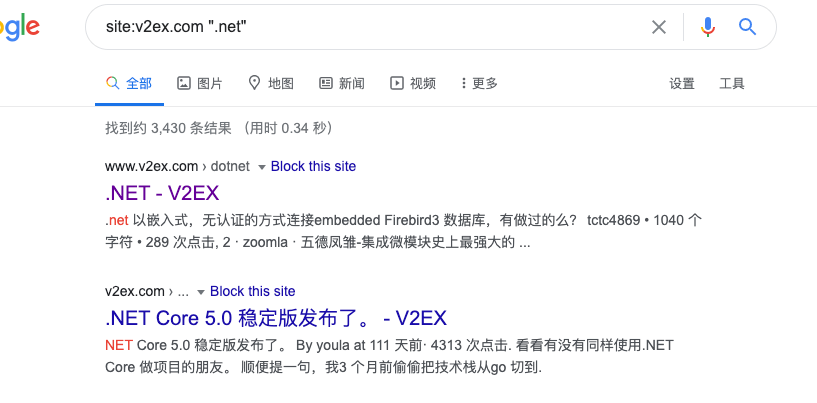 ogle site:v2ex.com ".net"
全部 图片 地图 新闻 视频 更多 设置 工具
找到约 3,430 条结果 （用时 0.34 秒）
www.v2ex.com › dotnet Block this site
.NET - V2EX
.net 以嵌入式，无认证的方式连接embedded Firebird3 数据库，有做过的么？ tctc4869 • 1040 个
字符 • 289 次点击, 2 · zoomla · 五德凤雏-集成微模块史上最强大的 ...
v2ex.com › ... Block this site
.NET Core 5.0 稳定版发布了。 - V2EX
NET Core 5.0 稳定版发布了。 By youla at 111 天前· 4313 次点击. 看看有没有同样使用.NET
Core 做项目的朋友。 顺便提一句，我3 个月前偷偷把技术栈从go 切到.